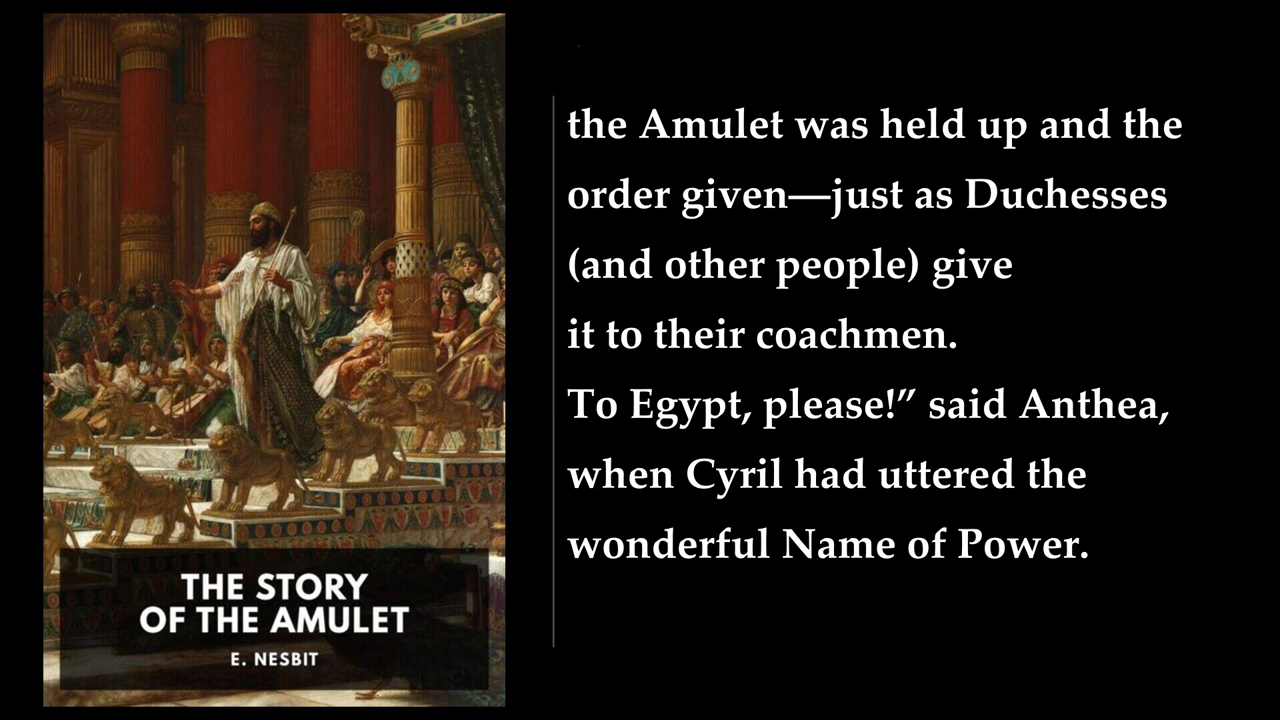 THE STORY
OF THE AMULET
E. NESBIT
the Amulet was held up and the
order given—just as Duchesses
(and other people) give
it to their coachmen.
To Egypt, please!” said Anthea,
when Cyril had uttered the
wonderful Name of Power.